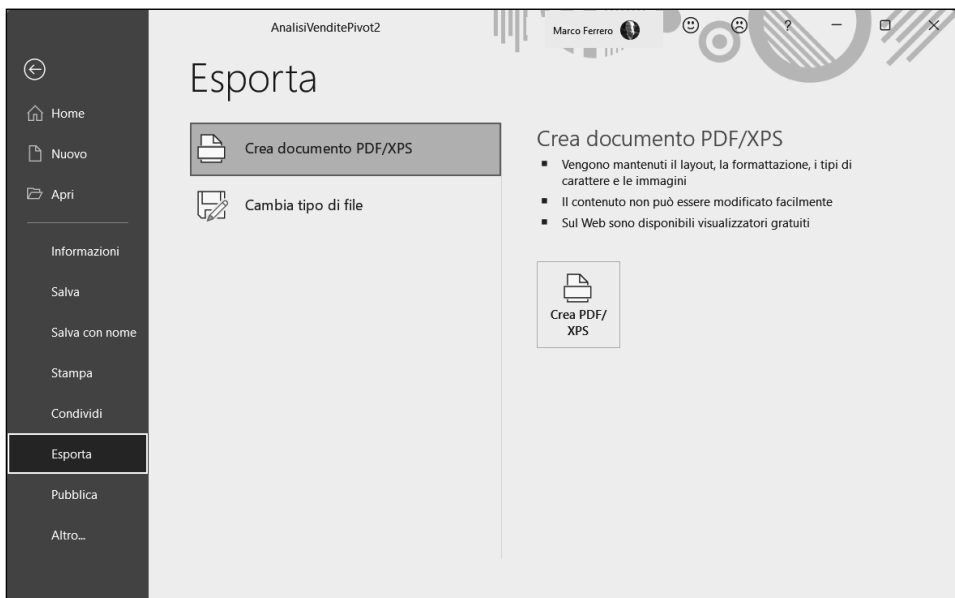 AnalisiVenditePivot2
Marco Ferrero
?
Esporta
Home
Nuovo
Apri
Informazioni
Salva
Salva con nome
Stampa
Condividi
Esporta
Pubblica
Altro...
Crea documento PDF/XPS
Cambia tipo di file
Crea documento PDF/XPS
Vengono mantenuti il layout, la formattazione, i tipi di
carattere e le immagini
Il contenuto non può essere modificato facilmente
Sul Web sono disponibili visualizzatori gratuiti
Crea PDF/
XPS